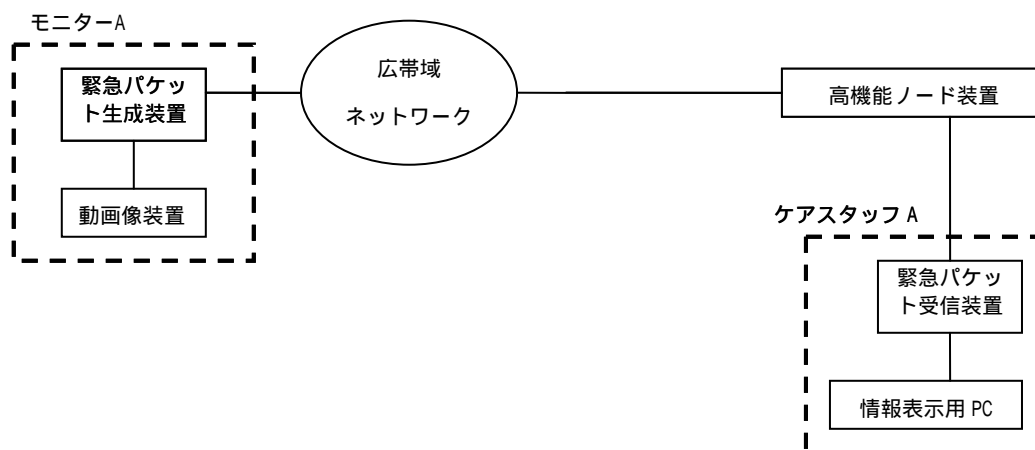 モニターA
緊急パケッ
ト生成装置
動画像装置
広帯域
ネットワーク
高機能ノード装置
ケアスタッフ A
緊急パケッ
ト受信装置
情報表示用 PC